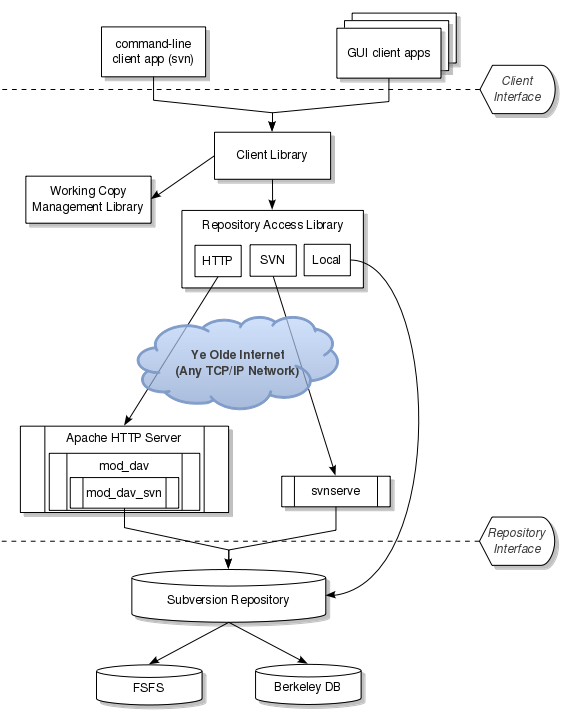 command-line
client app (svn)
GUI client apps
Client
Interface
Client Library
Working Copy
Management Library
Repository Access Library
HTTP
SVN
Local
Ye Olde Internet
(Any TCP/IP Network)
Apache HTTP Server
mod_dav
mod_dav_svn
svnserve
Repository
Interface
Subversion Repository
FSFS
Berkeley DB